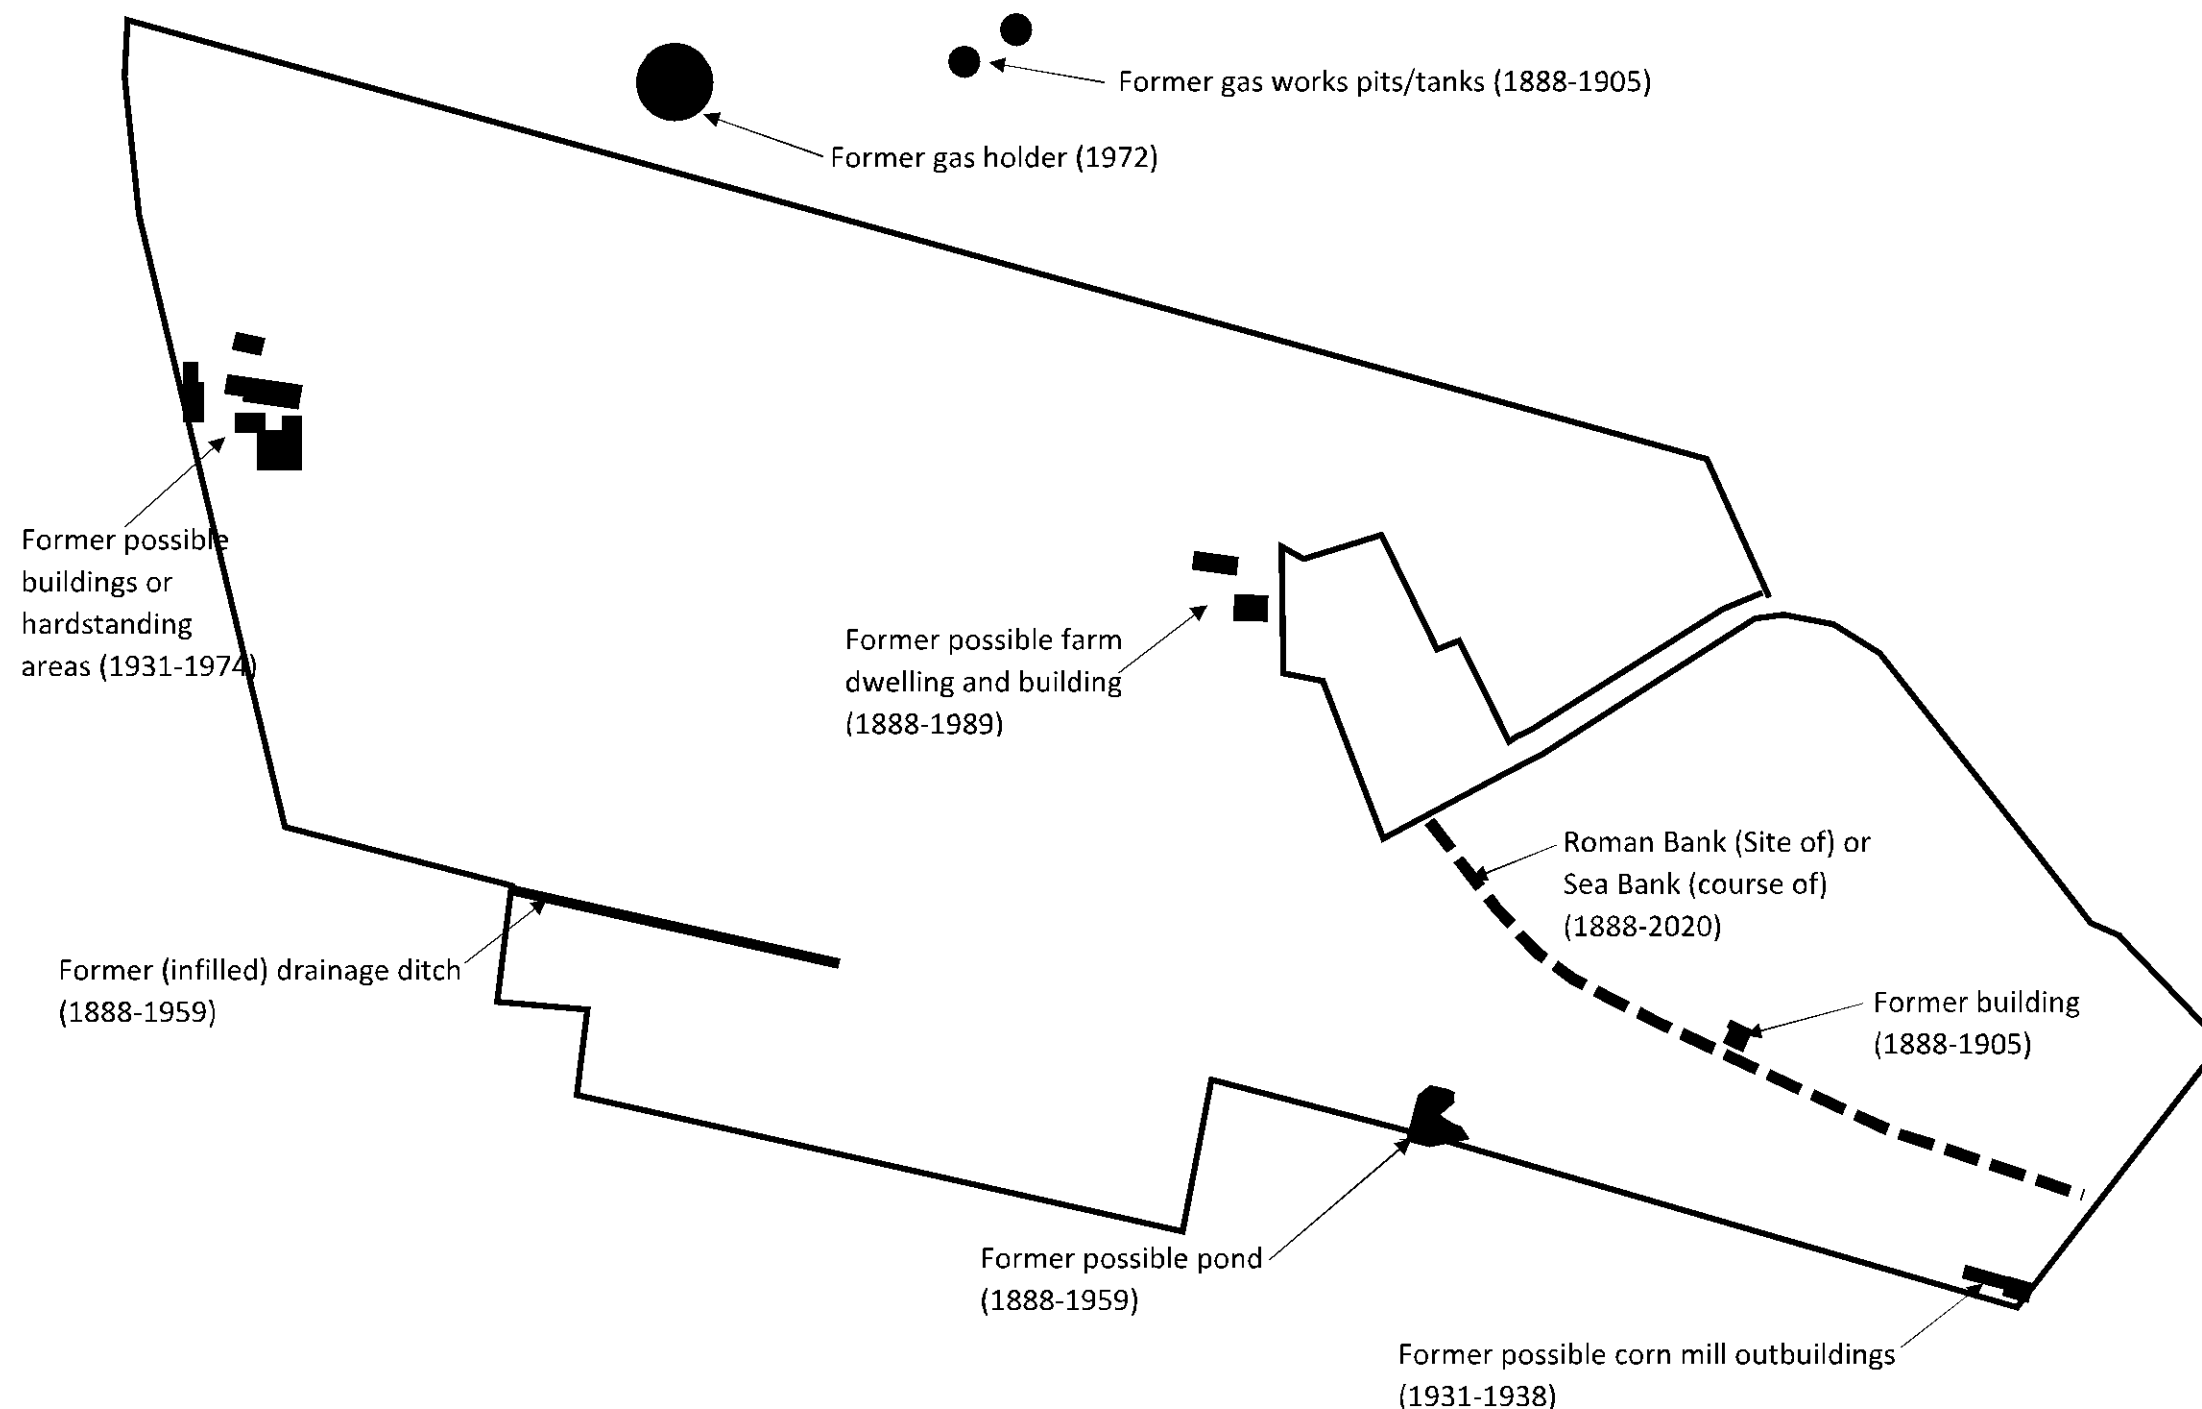 Former gas works pits/tanks (1888-1905)
Former gas holder (1972)
Former possible
buildings or
hardstanding
areas (1931-1974)
Former possible farm
dwelling and building
(1888-1989)
Roman Bank (Site of) or
Sea Bank (course of)
(1888-2020)
Former (infilled) drainage ditch
(1888-1959)
Former building
(1888-1905)
Former possible pond
(1888-1959)
Former possible corn mill outbuildings
(1931-1938)